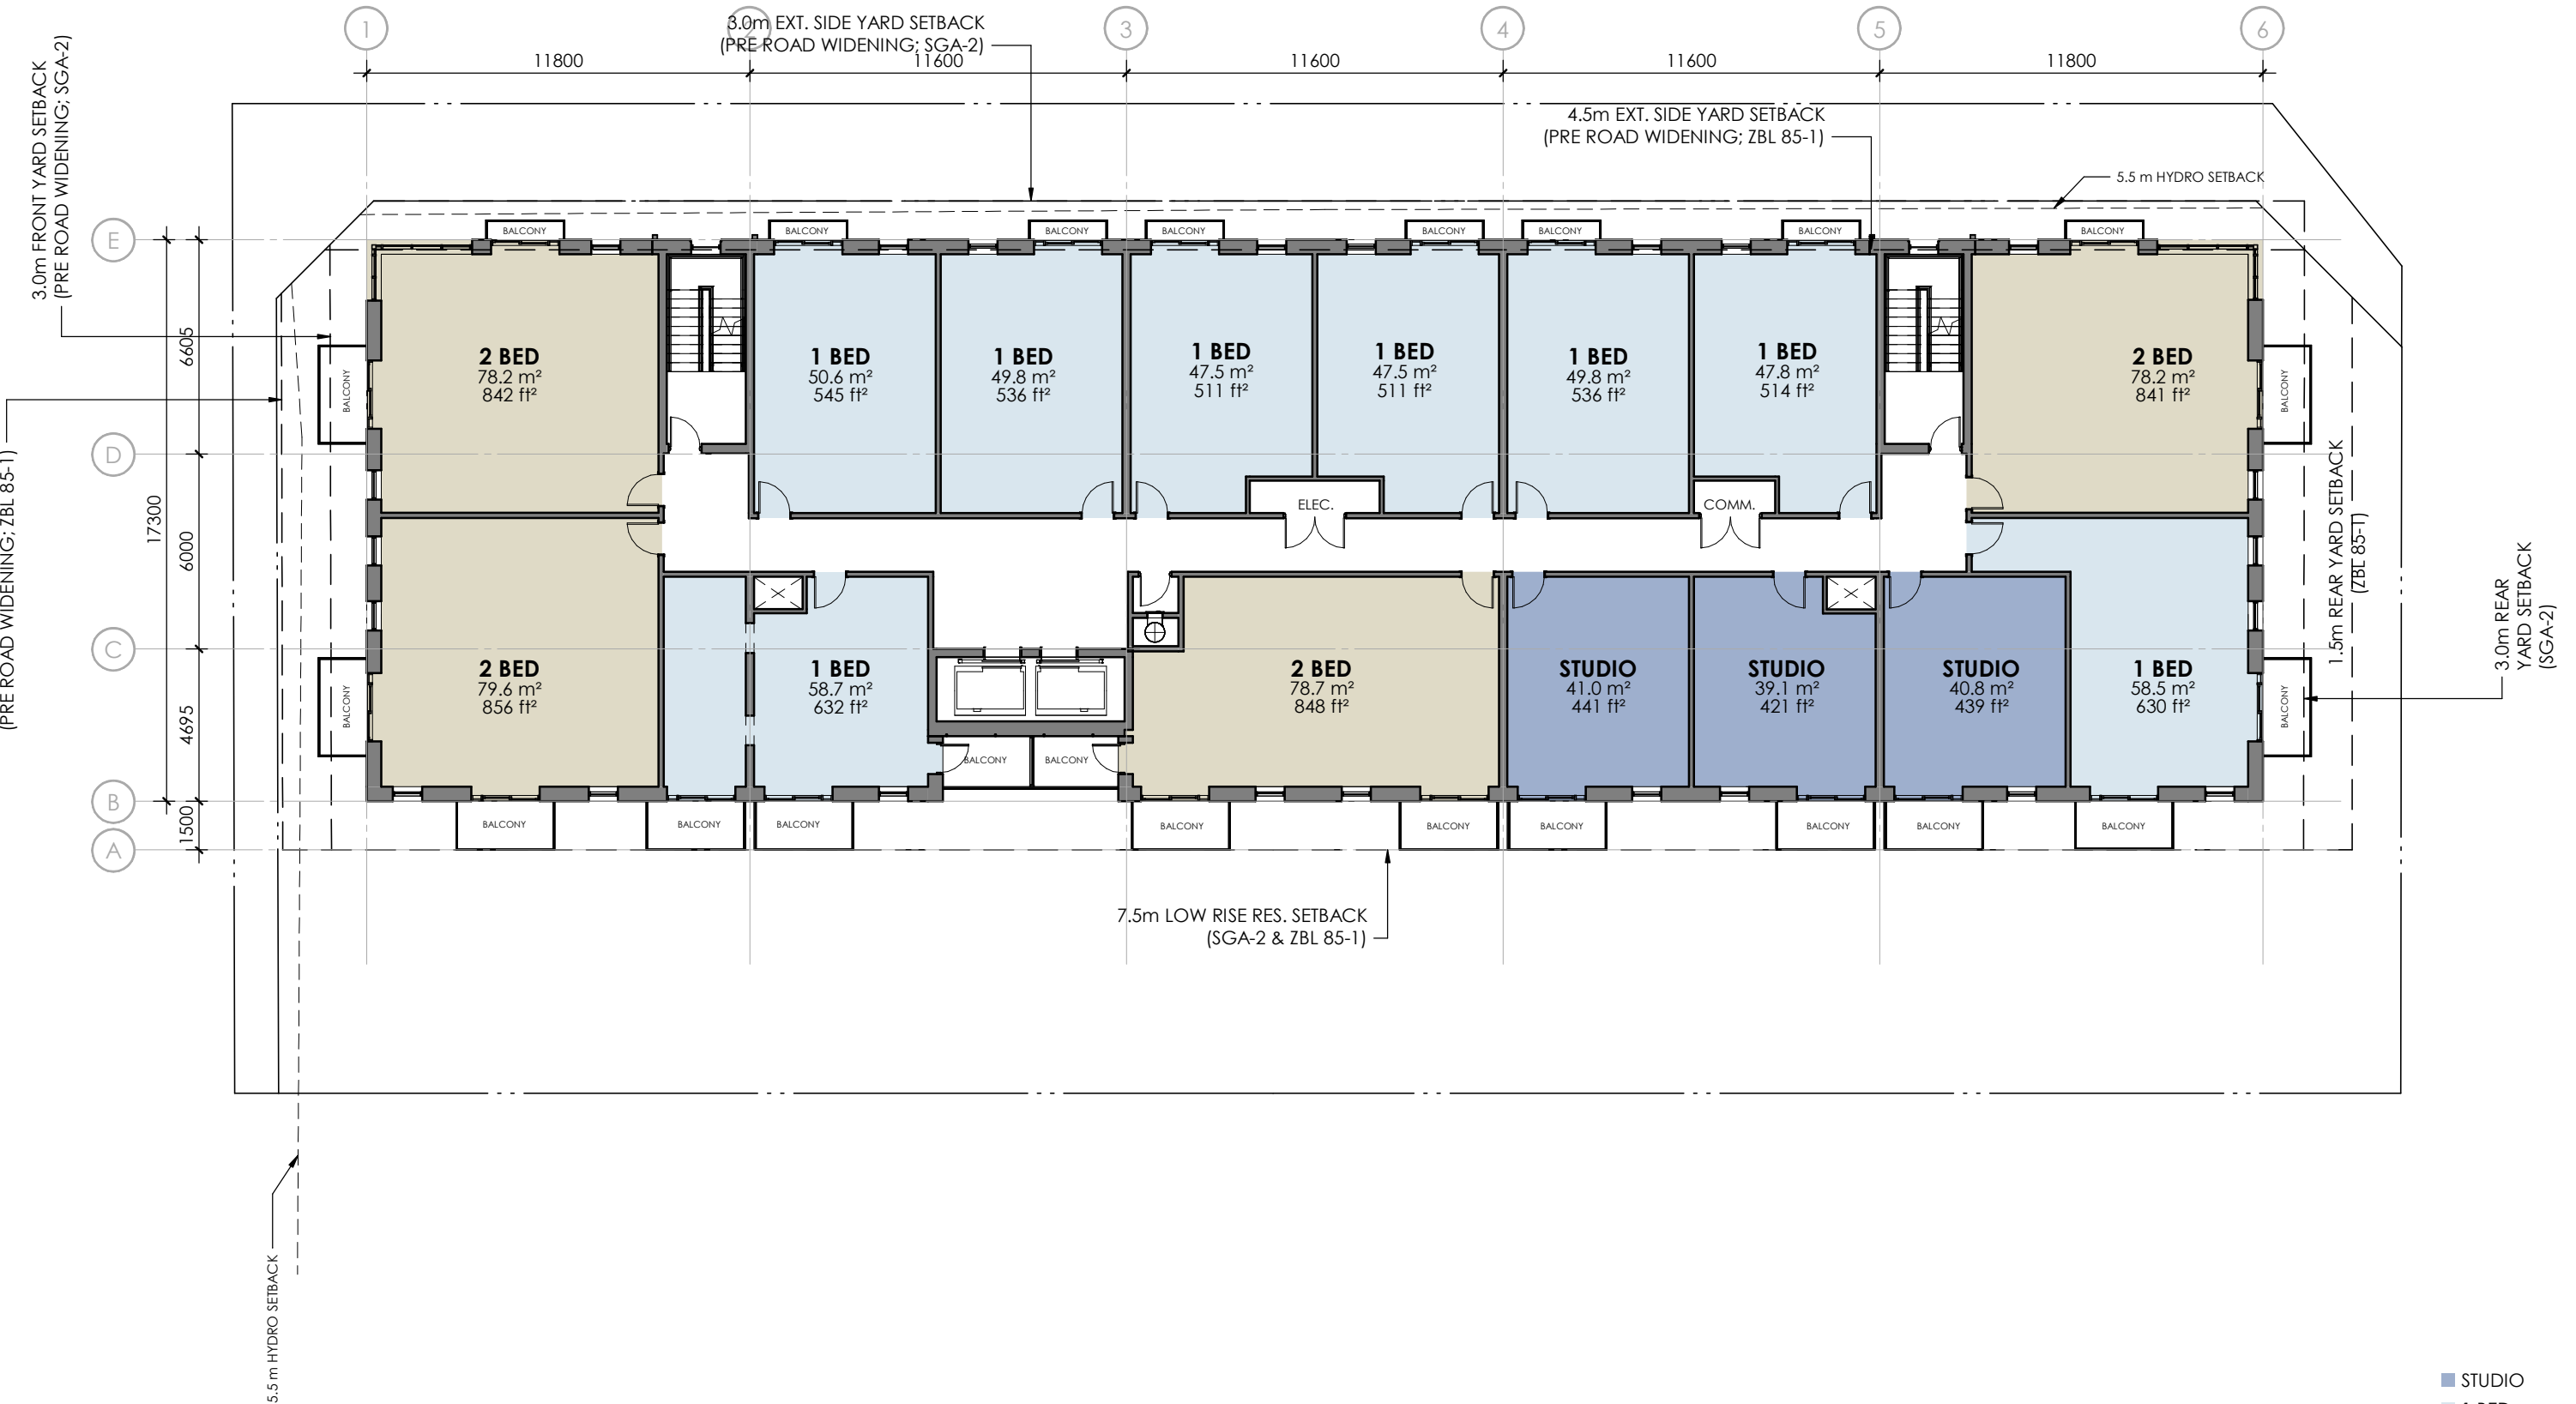 1
2
3
4
5
6
3.0m EXT. SIDE YARD SETBACK
(PRE ROAD WIDENING; SGA-2)
11800
11600
11600
11600
11800
3.0m FRONT YARD SETBACK
(PRE ROAD WIDENING; SGA-2)
4.5m EXT. SIDE YARD SETBACK
(PRE ROAD WIDENING; ZBL 85-1)
5.5 m HYDRO SETBACK
E
D
C
B
A
6605
6000
4695
1500
17300
(PRE ROAD WIDENING; ZBL 85-1)
BALCONY
BALCONY
BALCONY
BALCONY
BALCONY
BALCONY
BALCONY
BALCONY
BALCONY
BALCONY
2 BED
78.2 m²
842 ft²
1 BED
50.6 m²
545 ft²
1 BED
49.8 m²
536 ft²
1 BED
47.5 m²
511 ft²
1 BED
47.5 m²
511 ft²
1 BED
49.8 m²
536 ft²
1 BED
47.8 m²
514 ft²
2 BED
78.2 m²
841 ft²
ELEC.
COMM.
1.5m REAR YARD SETBACK
(ZBL 85-1)
3.0m REAR
YARD SETBACK
(SGA-2)
BALCONY
2 BED
79.6 m²
856 ft²
1 BED
58.7 m²
632 ft²
2 BED
78.7 m²
848 ft²
STUDIO
41.0 m²
441 ft²
STUDIO
39.1 m²
421 ft²
STUDIO
40.8 m²
439 ft²
1 BED
58.5 m²
630 ft²
BALCONY
BALCONY
BALCONY
BALCONY
BALCONY
BALCONY
BALCONY
BALCONY
BALCONY
BALCONY
BALCONY
BALCONY
BALCONY
7.5m LOW RISE RES. SETBACK
(SGA-2 & ZBL 85-1)
5.5 m HYDRO SETBACK
STUDIO